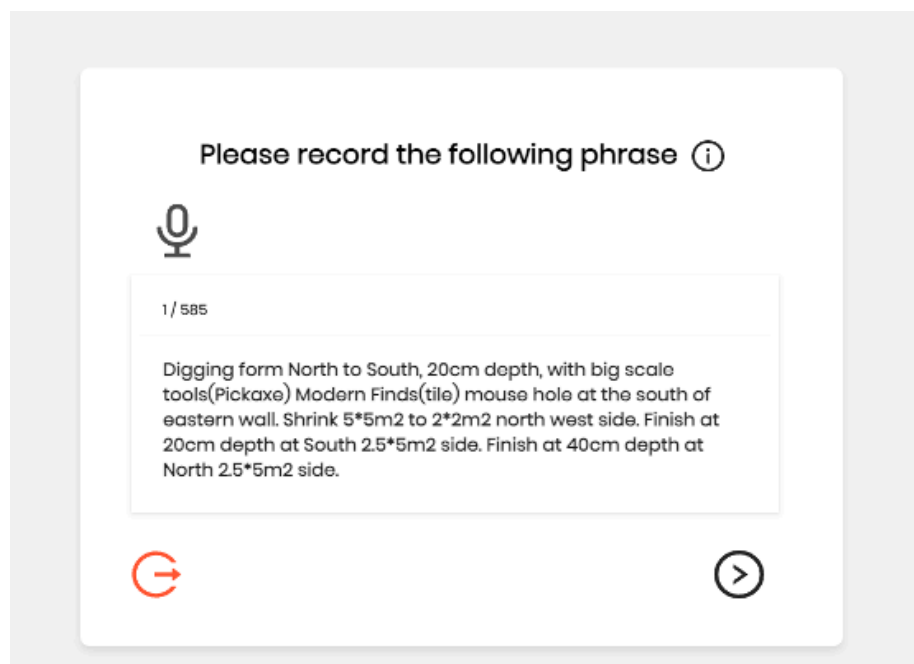 Please record the following phrase
1 / 585
Digging form North to South, 20cm depth, with big scale
tools(Pickaxe) Modern Finds(tile) mouse hole at the south of
eastern wall. Shrink 5*5m2 to 2*2m2 north west side. Finish at
20cm depth at South 2.5*5m2 side. Finish at 40cm depth at
North 2.5*5m2 side.